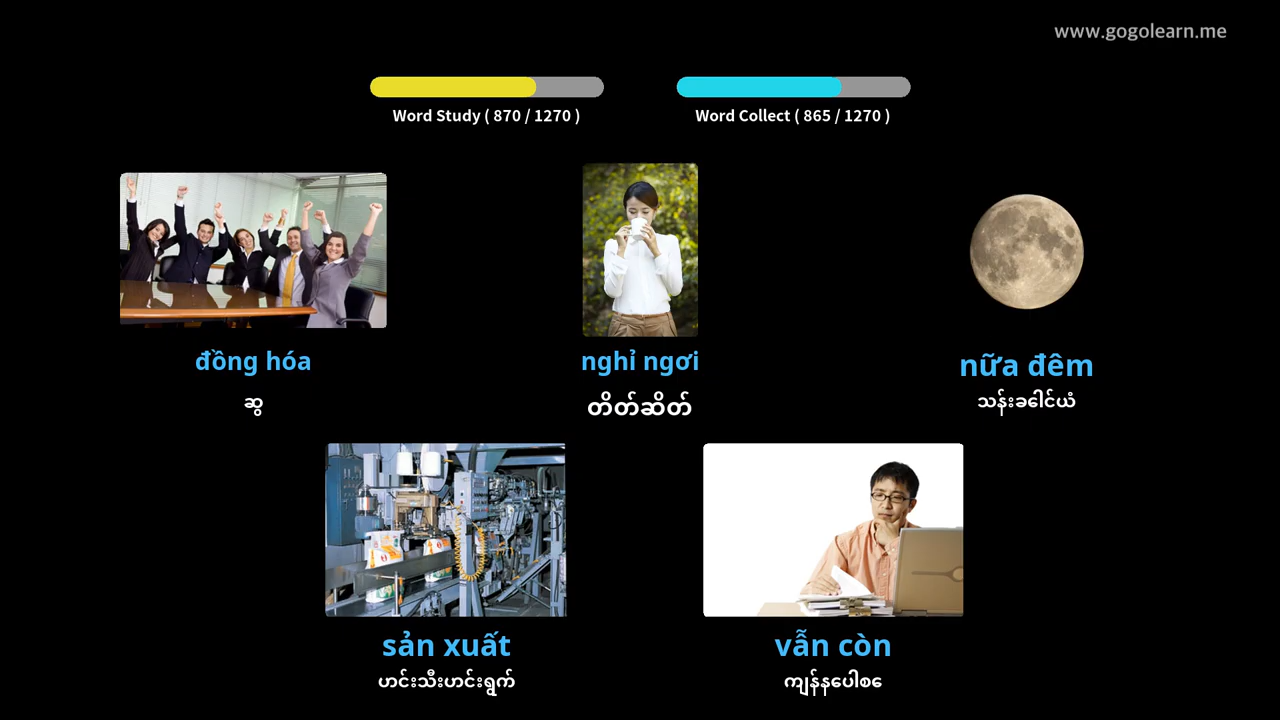 www.gogolearn.me
Word Study ( 870 / 1270 )
Word Collect ( 865 / 1270 )
đồng hóa
ဆွ
nghỉ ngơi
တိတ်ဆိတ်
nữa đêm
သန်းခေါင်ယံ
sản xuất
ဟင်းသီးဟင်းရွက်
vẫn còn
ကျန်နေပါစေ